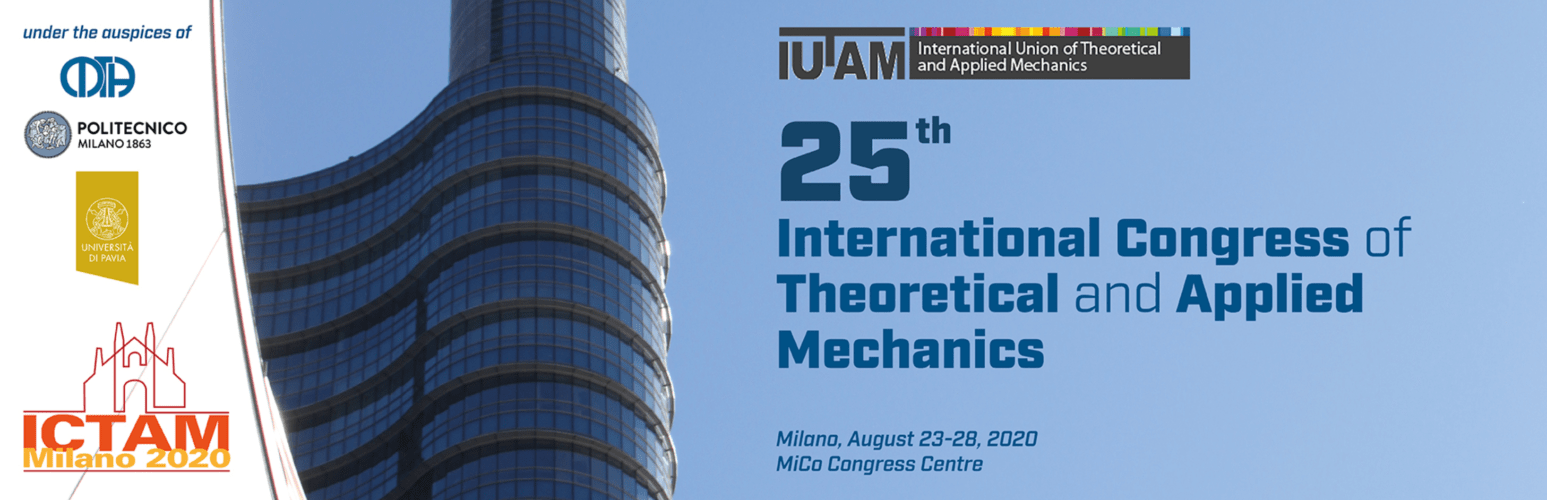 under the auspices of
POLITECNICO
MILANO 1863
UNIVERSITÀ
DI PAVIA
ICTAM
Milano 2020
IUTAM
International Union of Theoretical
and Applied Mechanics
25th
International Congress of
Theoretical and Applied
Mechanics
Milano, August 23-28, 2020
MiCo Congress Centre